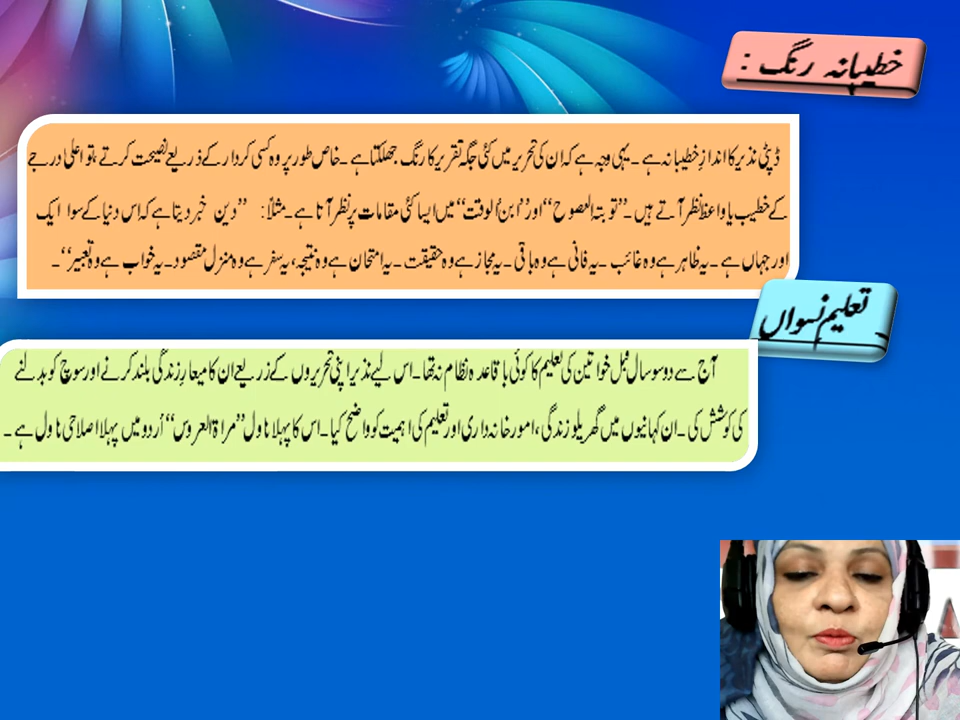 خطیبانہ رنگ :
ڈپٹی نذیر کا اندازِ خطیبانہ ہے ۔ یہی وجہ ہے کہ ان کی تحریر میں کئی جگہ تقریر کا رنگ جھلکتا ہے ۔ خاص طور پر وہ کسی کردار کے ذریعے نصیحت کرتے ، تو اعلیٰ درجے
کے خطیب یا واعظ نظر آتے ہیں ۔ ”توبتہ النصوح“ اور ”ابنُ الوقت“ میں ایسا کئی مقامات پر نظر آتا ہے ۔ مثلاً : ”دین خبر دیتا ہے کہ اِس دنیا کے سوا ایک
اور جہاں ہے ۔ یہ ظاہر ہے وہ غائب ۔ یہ فانی ہے وہ باقی ۔ یہ مجاز ہے وہ حقیقت ۔ یہ امتحان ہے وہ نتیجہ ، یہ سفر ہے وہ منزل مقصود ۔ یہ خواب ہے وہ تعبیر“ ۔
تعلیم نسواں
آج سے دو سو سال قبل خواتین کی تعلیم کا کوئی باقاعدہ نظام نہ تھا ۔ اس لیے نذیر اپنی تحریروں کے ذریعے ان کا معیارِ زندگی بلند کرنے اور سوچ کو بدلنے
کی کوشش کی ۔ ان کہانیوں میں گھریلو زندگی ، امور خانہ داری اور تعلیم کی اہمیت کو واضح کیا ۔ اس کا پہلا ناول ”مراۃ العروس“ اُردو میں پہلا اصلاحی ناول ہے ۔